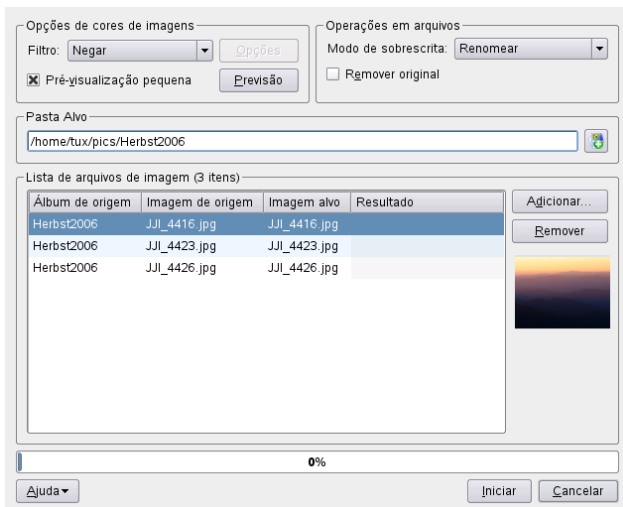 Opções de cores de imagens
Filtro: Negar Opções
Pré-visualização pequena Previsão
Operações em arquivos
Modo de sobrescrita: Renomear
Remover original
Pasta Alvo
/home/tux/pics/Herbst2006
Lista de arquivos de imagem (3 itens)
Álbum de origem Imagem de origem Imagem alvo Resultado
Herbst2006 JJI_4416.jpg JJI_4416.jpg
Herbst2006 JJI_4423.jpg JJI_4423.jpg
Herbst2006 JJI_4426.jpg JJI_4426.jpg
Adicionar...
Remover
0%
Ajuda Iniciar Cancelar